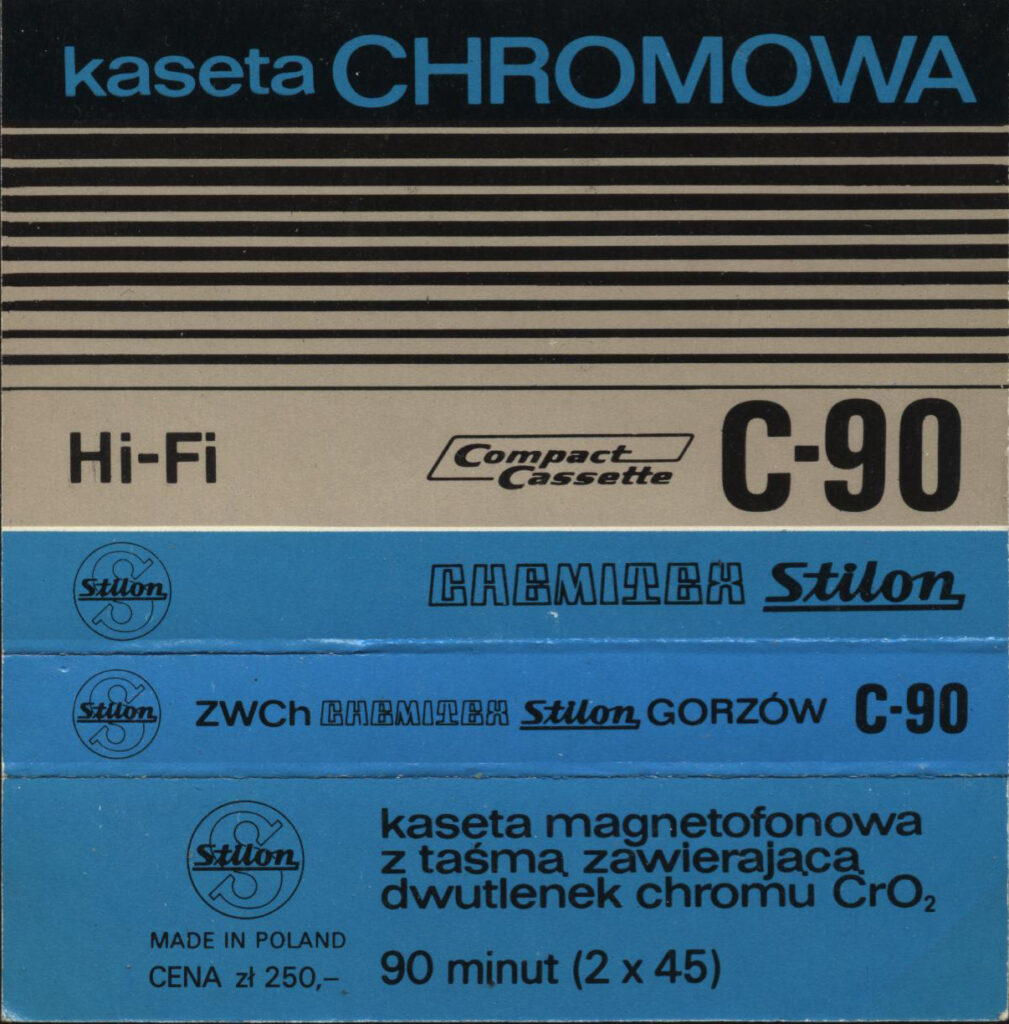 kaseta CHROMOWA
Hi-Fi Compact Cassette C-90
Stilon CHEMITEX Stilon
Stilon ZWCh CHEMITEX Stilon GORZÓW C-90
Stilon
kaseta magnetofonowa
z taśmą zawierającą
dwutlenek chromu CrO₂
MADE IN POLAND
CENA zł 250,–
90 minut (2 x 45)